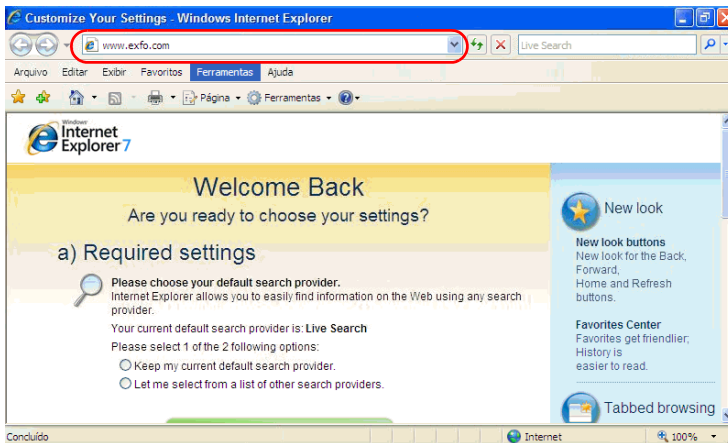 Customize Your Settings - Windows Internet Explorer
www.exfo.com
Live Search
Arquivo Editar Exibir Favoritos Ferramentas Ajuda
Página Ferramentas
Windows
Internet
Explorer 7
Welcome Back
Are you ready to choose your settings?
a) Required settings
Please choose your default search provider.
Internet Explorer allows you to easily find information on the Web using any search
provider.
Your current default search provider is: Live Search
Please select 1 of the 2 following options:
Keep my current default search provider.
Let me select from a list of other search providers.
New look
New look buttons
New look for the Back,
Forward,
Home and Refresh
buttons.
Favorites Center
Favorites get friendlier;
History is
easier to read.
Tabbed browsing
Concluído
Internet
100%